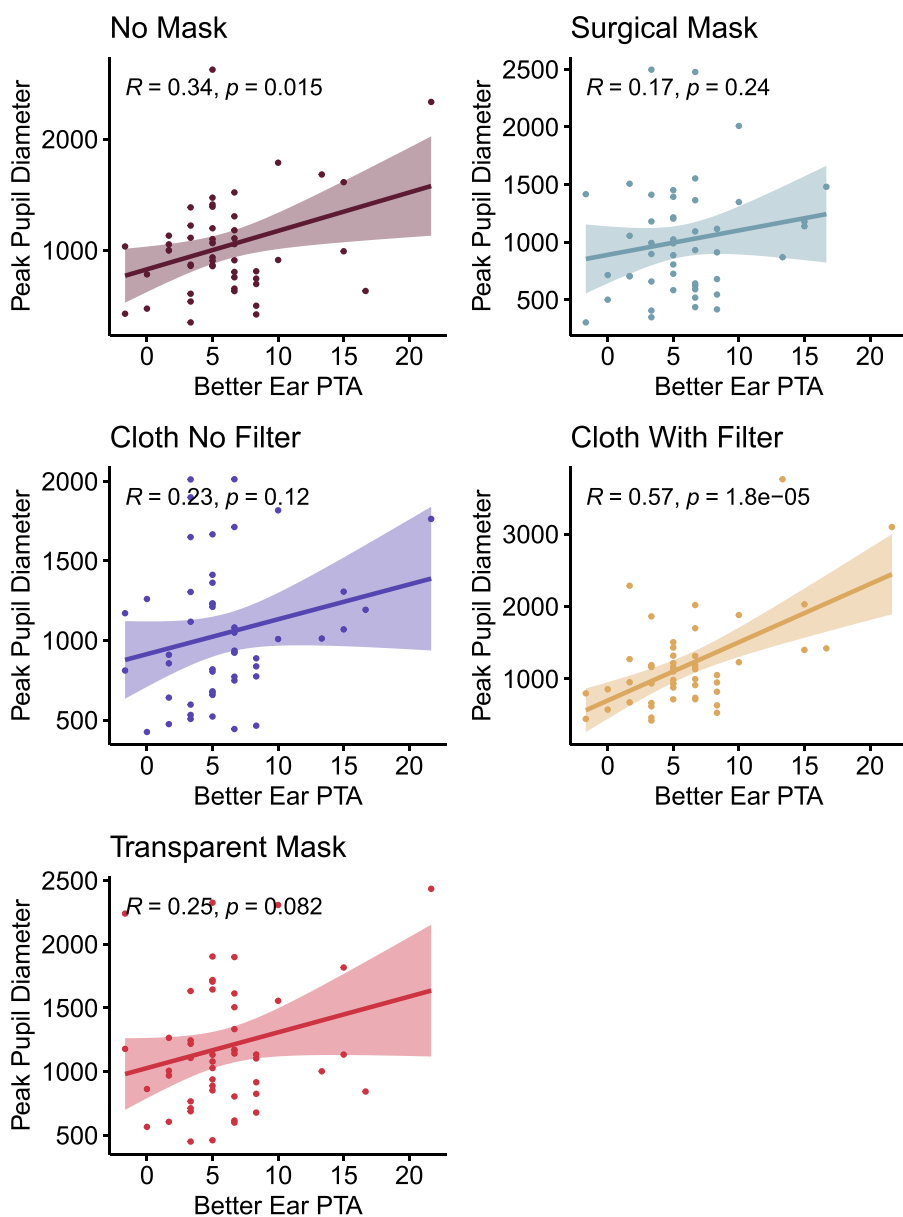 No Mask
R = 0.34, p = 0.015
Peak Pupil Diameter
2000
1000
0 5 10 15 20
Better Ear PTA
Surgical Mask
R = 0.17, p = 0.24
Peak Pupil Diameter
2500
2000
1500
1000
500
0 5 10 15 20
Better Ear PTA
Cloth No Filter
R = 0.23, p = 0.12
Peak Pupil Diameter
2000
1500
1000
500
0 5 10 15 20
Better Ear PTA
Cloth With Filter
R = 0.57, p = 1.8e−05
Peak Pupil Diameter
3000
2000
1000
0 5 10 15 20
Better Ear PTA
Transparent Mask
R = 0.25, p = 0.082
Peak Pupil Diameter
2500
2000
1500
1000
500
0 5 10 15 20
Better Ear PTA